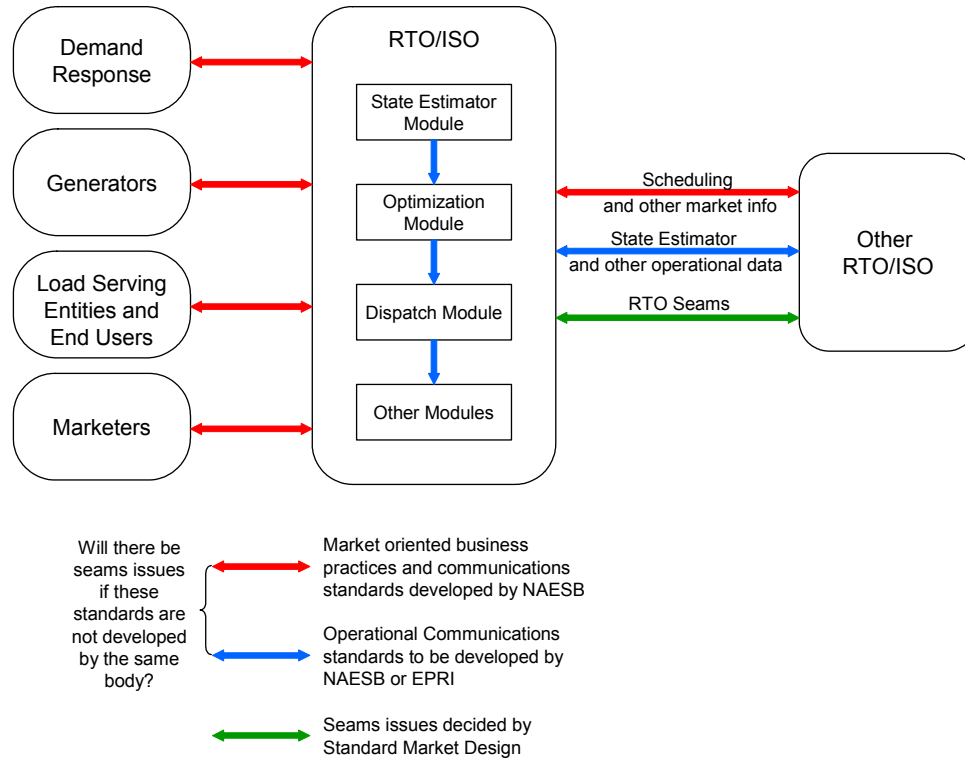 Demand
Response
Generators
Load Serving
Entities and
End Users
Marketers
RTO/ISO
State Estimator
Module
Optimization
Module
Dispatch Module
Other Modules
Scheduling
and other market info
State Estimator
and other operational data
RTO Seams
Other
RTO/ISO
Will there be
seams issues
if these
standards are
not developed
by the same
body?
Market oriented business
practices and communications
standards developed by NAESB
Operational Communications
standards to be developed by
NAESB or EPRI
Seams issues decided by
Standard Market Design